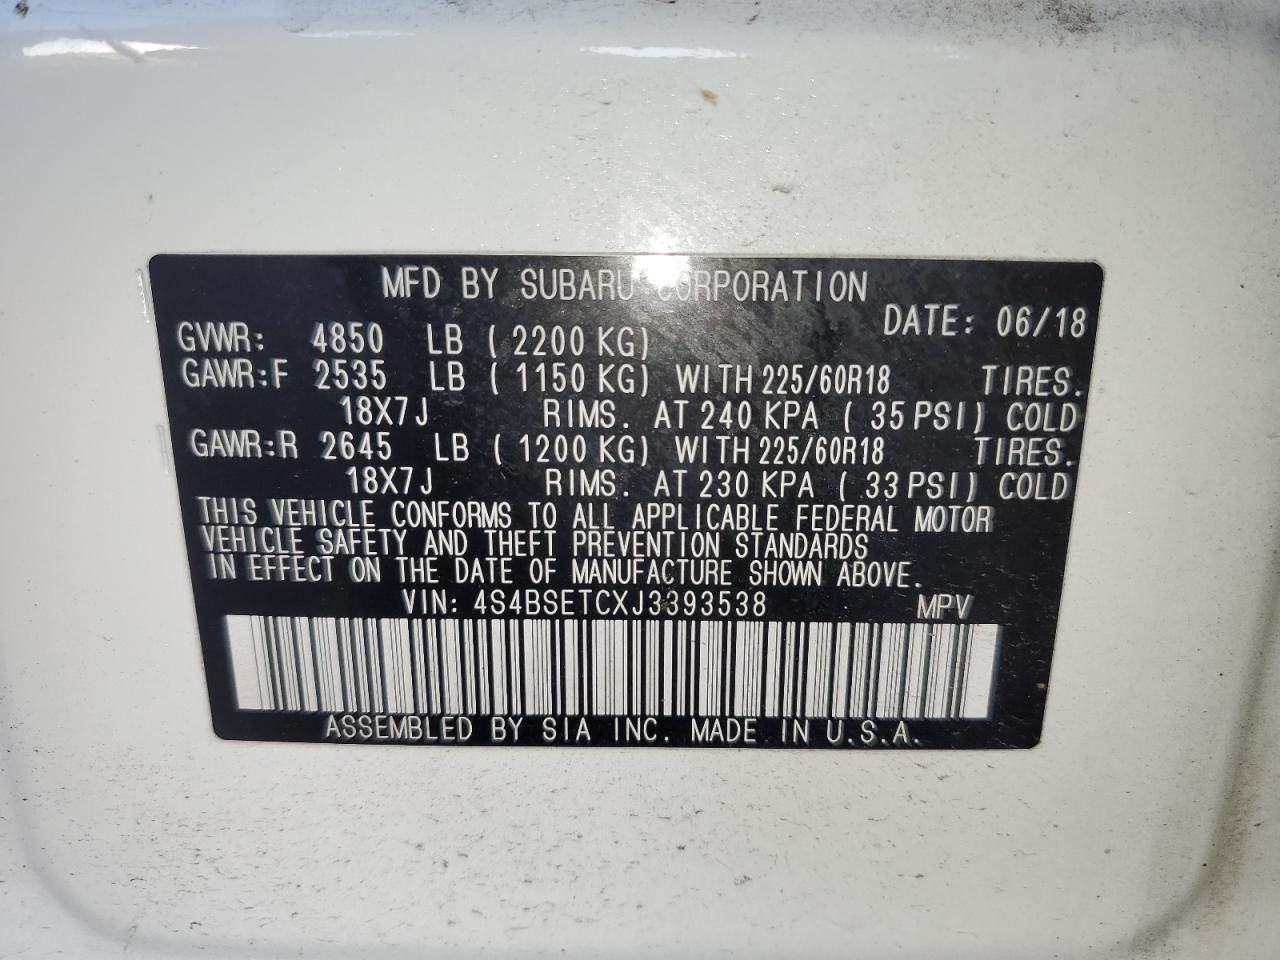 MFD BY SUBARU CORPORATION
DATE: 06/18
GVWR: 4850 LB ( 2200 KG)
GAWR:F 2535 LB ( 1150 KG) WITH 225/60R18 TIRES.
18X7J RIMS. AT 240 KPA ( 35 PSI) COLD
GAWR:R 2645 LB ( 1200 KG) WITH 225/60R18 TIRES.
18X7J RIMS. AT 230 KPA ( 33 PSI) COLD
THIS VEHICLE CONFORMS TO ALL APPLICABLE FEDERAL MOTOR
VEHICLE SAFETY AND THEFT PREVENTION STANDARDS
IN EFFECT ON THE DATE OF MANUFACTURE SHOWN ABOVE.
VIN: 4S4BSETCXJ3393538 MPV
ASSEMBLED BY SIA INC. MADE IN U.S.A.